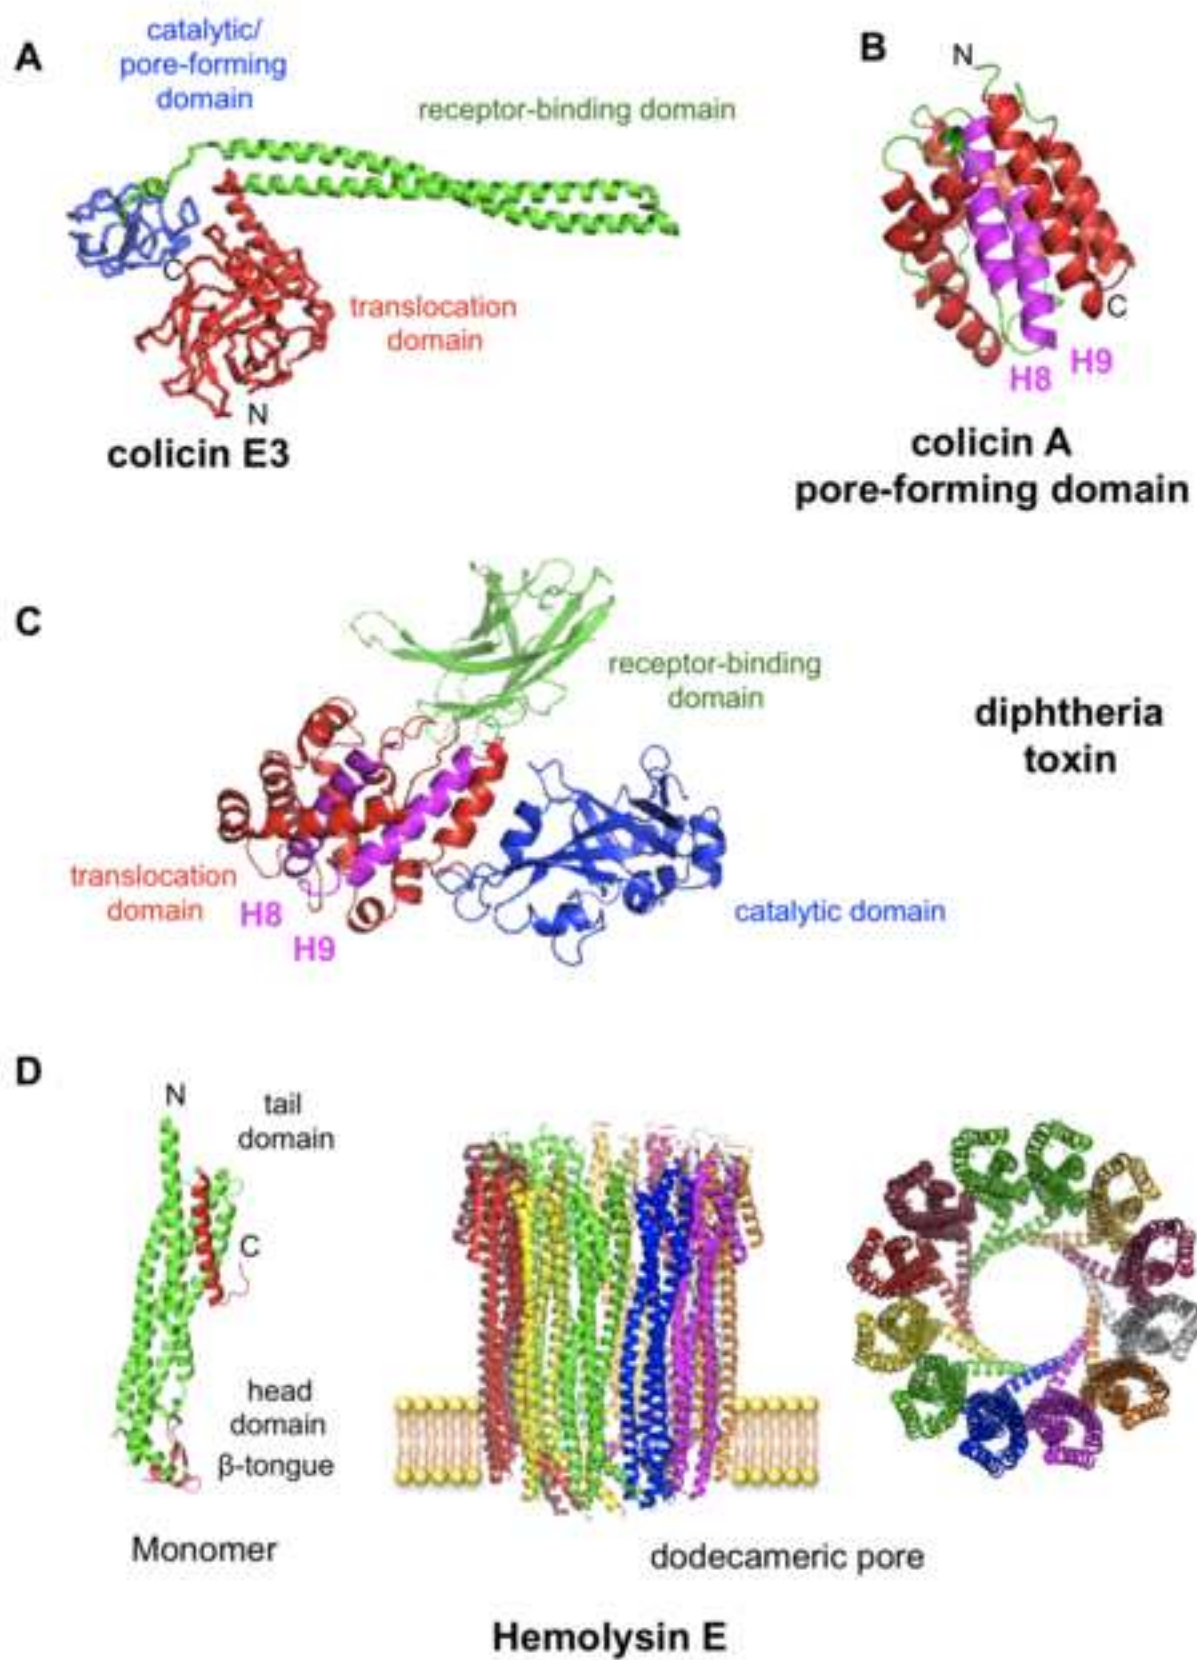 A
catalytic/
pore-forming
domain
receptor-binding domain
C
translocation
domain
N
colicin E3
B
N
C
H8
H9
colicin A
pore-forming domain
C
receptor-binding
domain
diphtheria
toxin
translocation
domain
H8
H9
catalytic domain
D
N
tail
domain
C
head
domain
β-tongue
Monomer
dodecameric pore
Hemolysin E